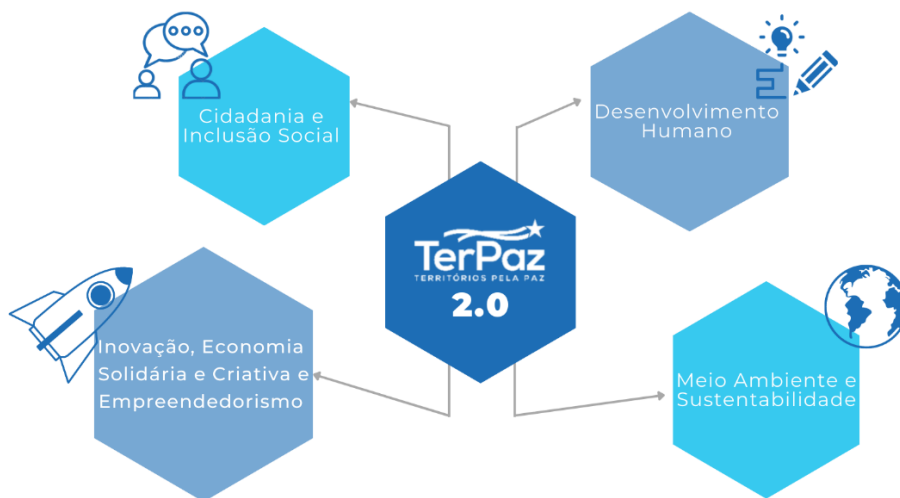 Cidadania e
Inclusão Social
Desenvolvimento
Humano
TerPaz
TERRITÓRIOS PELA PAZ
2.0
Inovação, Economia
Solidária e Criativa e
Empreendedorismo
Meio Ambiente e
Sustentabilidade